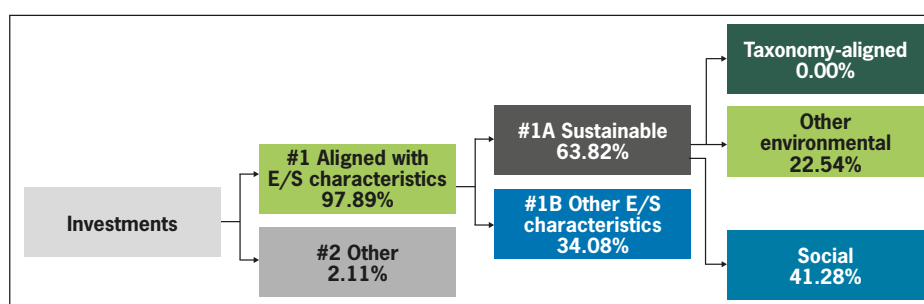 Investments
#1 Aligned with
E/S characteristics
97.89%
#2 Other
2.11%
#1A Sustainable
63.82%
#1B Other E/S
characteristics
34.08%
Taxonomy-aligned
0.00%
Other
environmental
22.54%
Social
41.28%